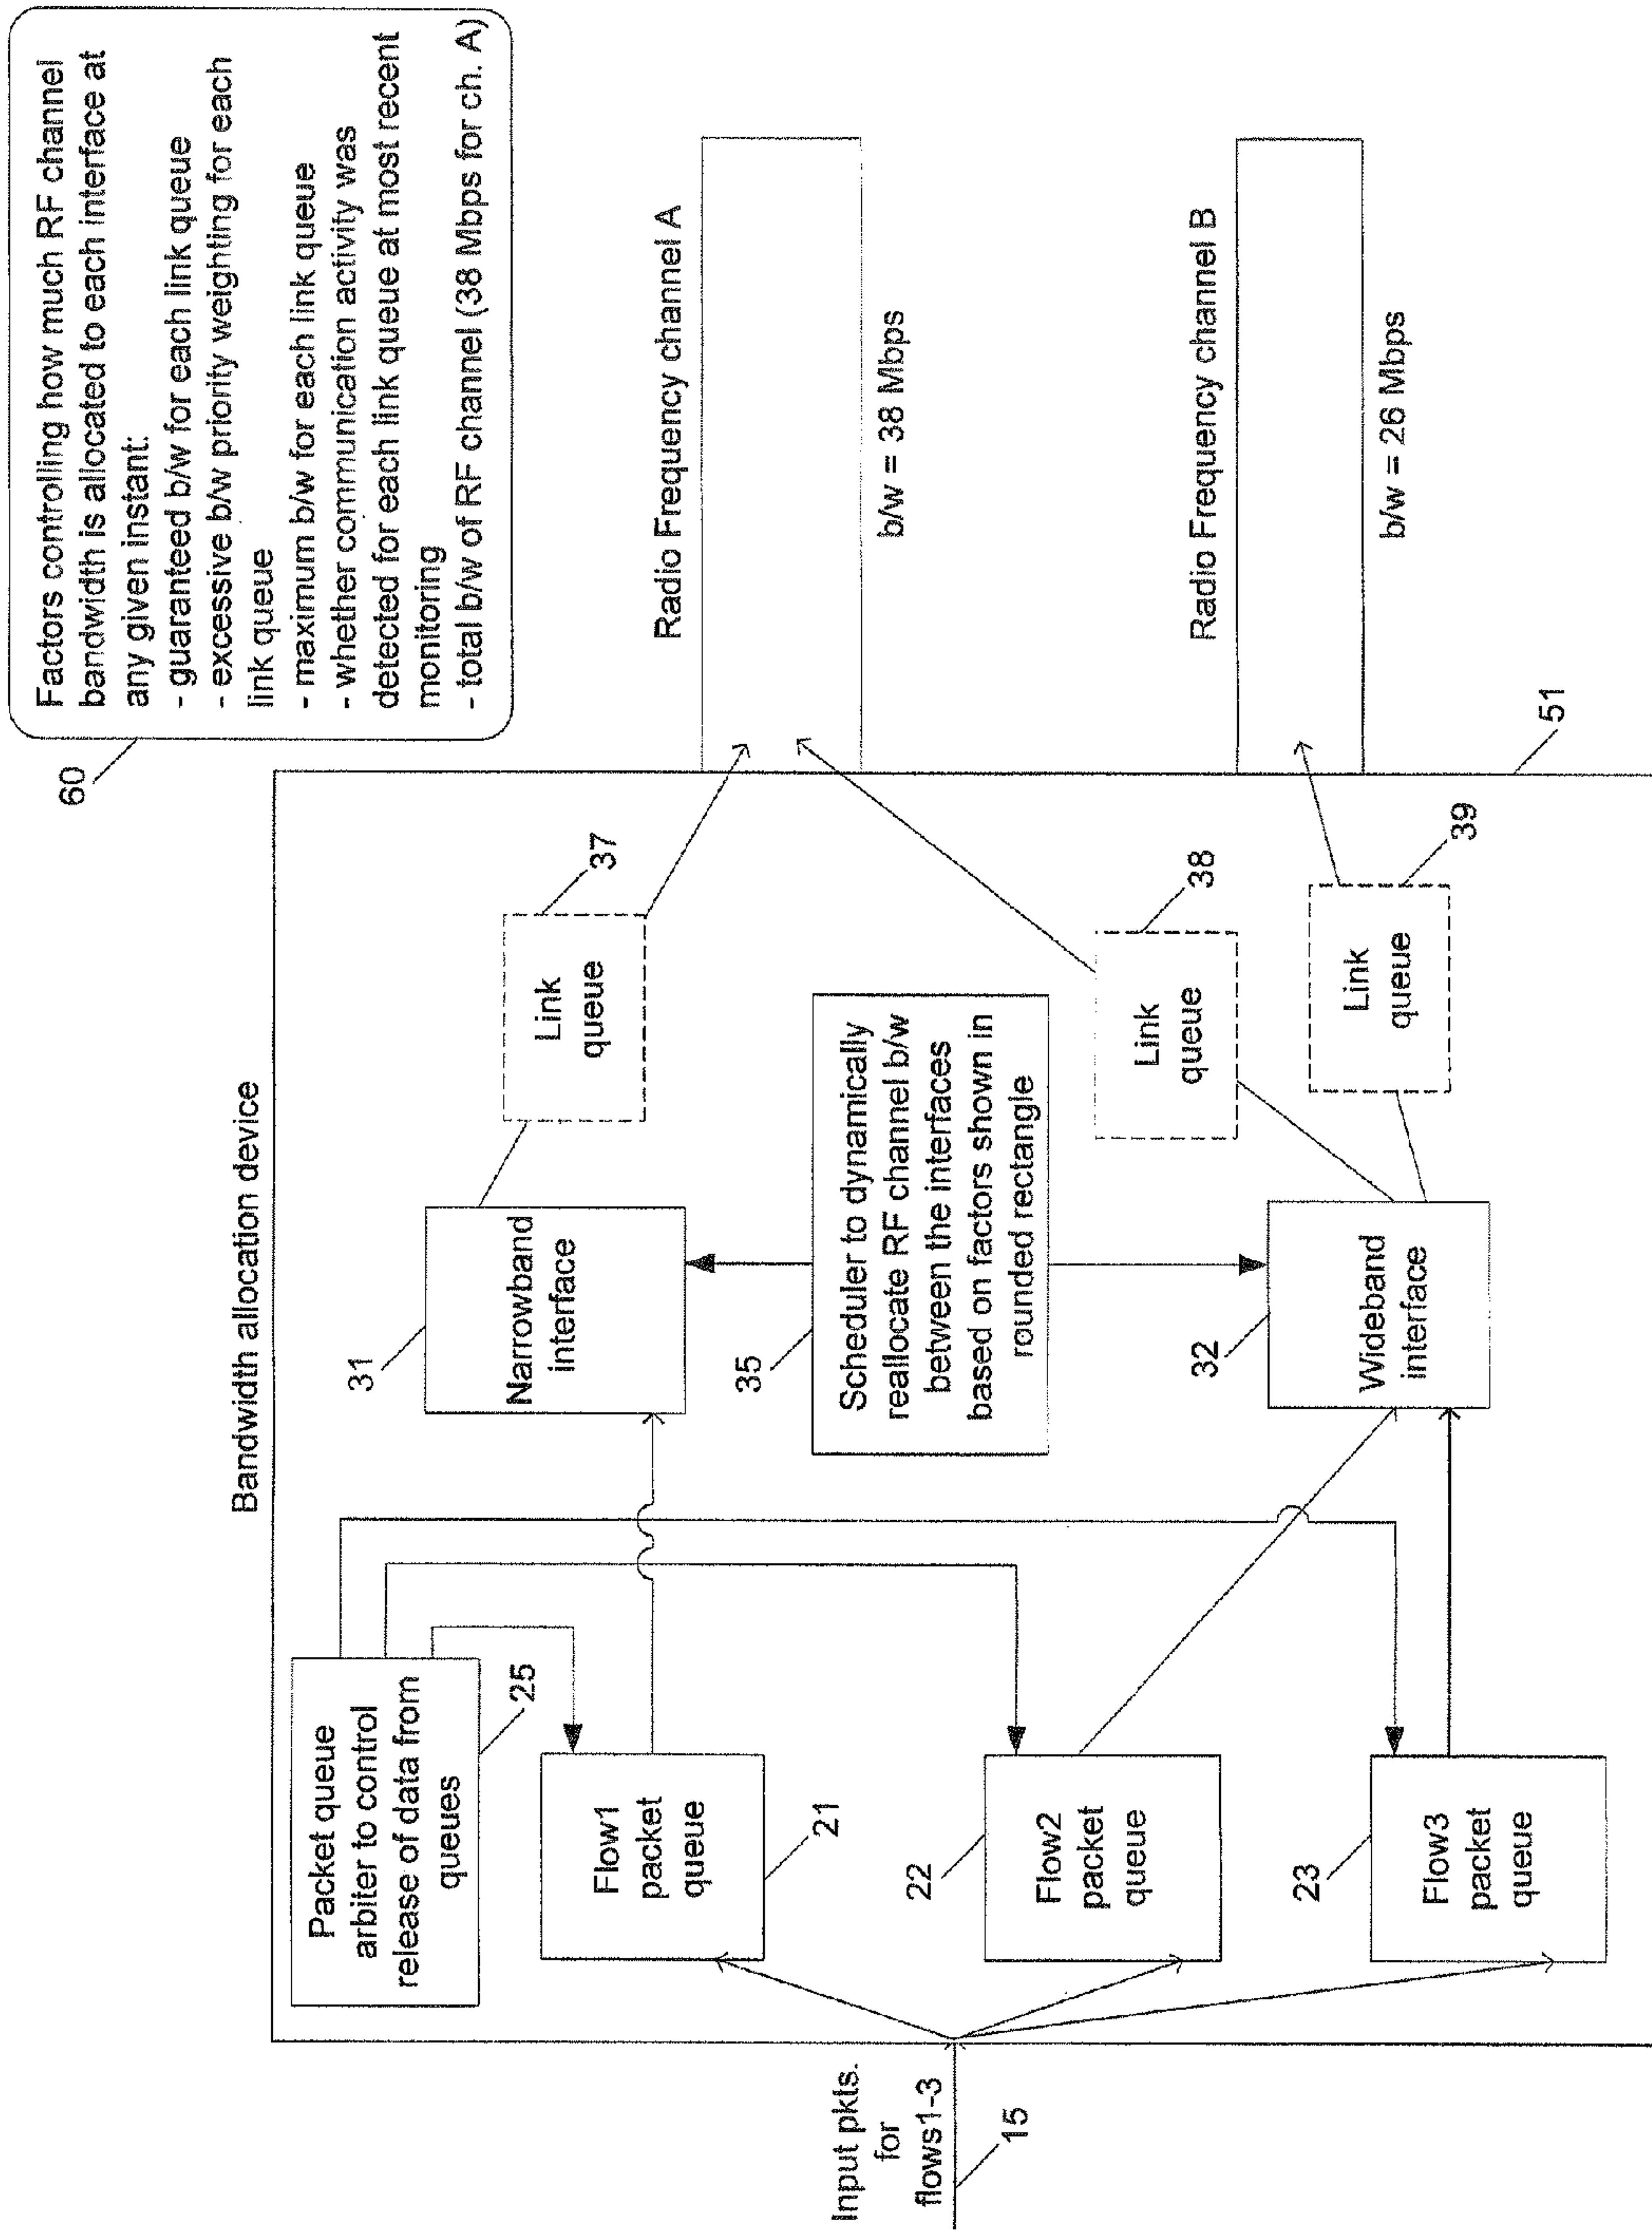 Factors controlling how much RF channel
bandwidth is allocated to each interface at
any given instant:
- guaranteed b/w for each link queue
- excessive b/w priority weighting for each
link queue
- maximum b/w for each link queue
- whether communication activity was
detected for each link queue at most recent
monitoring
- total b/w of RF channel (38 Mbps for ch. A)
60
Bandwidth allocation device
Packet queue
arbiter to control
release of data from
queues
25
31
Narrowband
interface
Link
queue
37
Radio Frequency channel A
b/w = 38 Mbps
Flow1
packet
queue
21
35
Scheduler to dynamically
reallocate RF channel b/w
between the interfaces
based on factors shown in
rounded rectangle
Input pkts.
for
flows1-3
15
22
Flow2
packet
queue
Link
queue
38
Radio Frequency channel B
b/w = 26 Mbps
23
Flow3
packet
queue
32
Wideband
interface
Link
queue
39
51